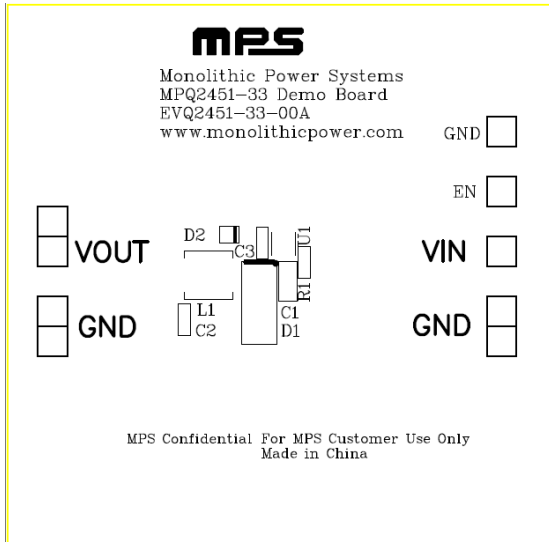 mps
Monolithic Power Systems
MPQ2451-33 Demo Board
EVQ2451-33-00A
www.monolithicpower.com
GND
EN
VOUT
D2
C3
U1
VIN
GND
L1
C2
R1
C1
D1
GND
MPS Confidential For MPS Customer Use Only
Made in China